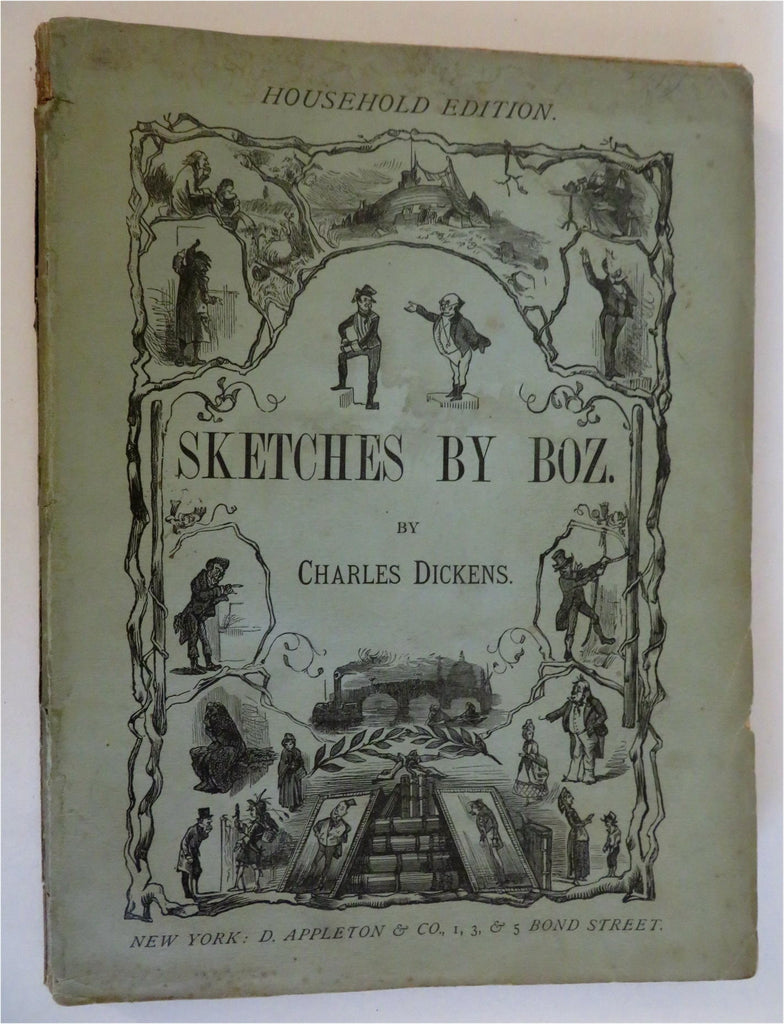 HOUSEHOLD EDITION.
SKETCHES BY BOZ.
BY
CHARLES DICKENS.
NEW YORK: D. APPLETON & CO., 1, 3, & 5 BOND STREET.